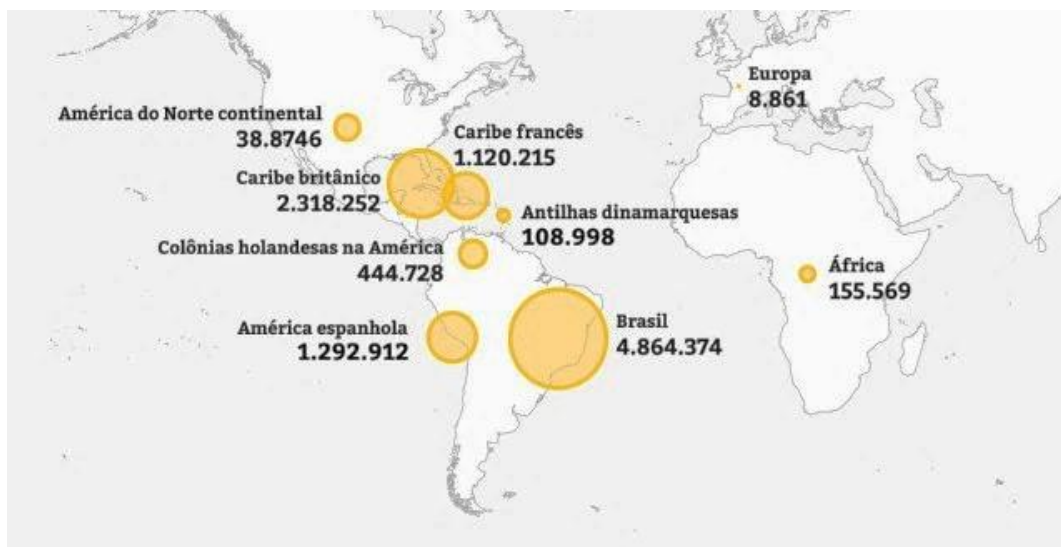 Europa
8.861
América do Norte continental
38.8746
Caribe francês
1.120.215
Caribe britânico
2.318.252
Antilhas dinamarquesas
108.998
Colônias holandesas na América
444.728
África
155.569
América espanhola
1.292.912
Brasil
4.864.374